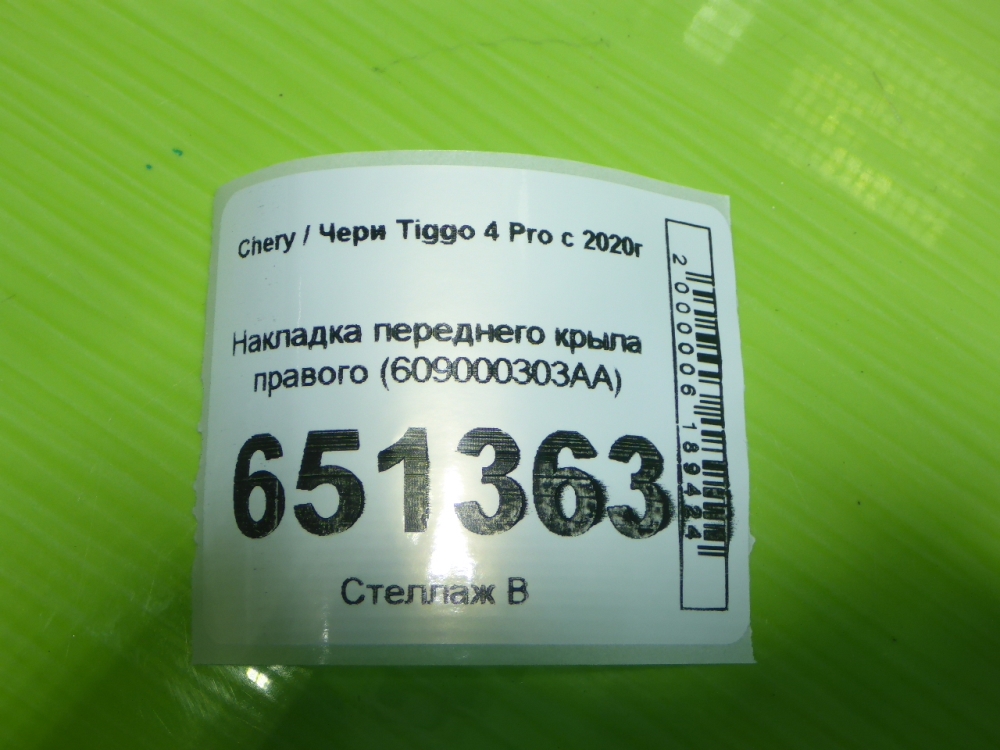 Chery / Чери Tiggo 4 Pro с 2020г
Накладка переднего крыла
правого (609000303AA)
651363
Стеллаж В
2000006189424